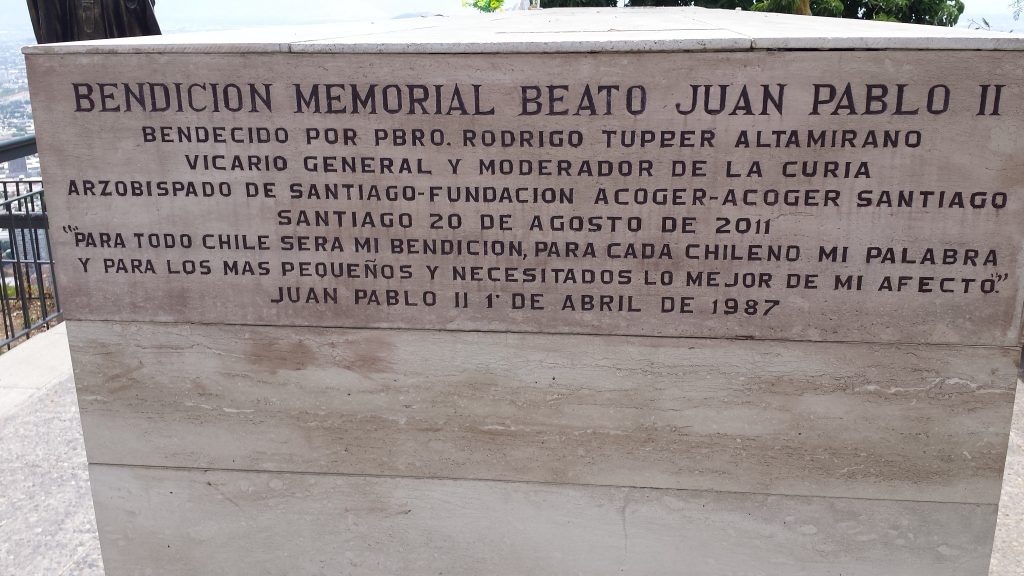 BENDICION MEMORIAL BEATO JUAN PABLO II
BENDECIDO POR PBRO. RODRIGO TUPPER ALTAMIRANO
VICARIO GENERAL Y MODERADOR DE LA CURIA
ARZOBISPADO DE SANTIAGO-FUNDACION ACOGER-ACOGER SANTIAGO
SANTIAGO 20 DE AGOSTO DE 2011
“PARA TODO CHILE SERA MI BENDICION, PARA CADA CHILENO MI PALABRA
Y PARA LOS MAS PEQUEÑOS Y NECESITADOS LO MEJOR DE MI AFECTO.”
JUAN PABLO II 1° DE ABRIL DE 1987